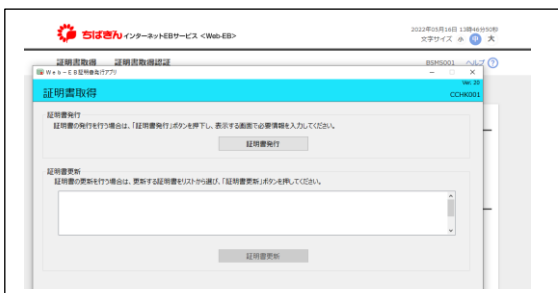 ちばぎん インターネットEBサービス <Web-EB>
2022年05月16日 13時46分50秒
文字サイズ 小 中 大
証明書取得 証明書取得認証
BSMS001 ヘルプ ?
Web-EB証明書発行アプリ
Ver. 20
証明書取得
CCHK001
証明書発行
証明書の発行を行う場合は、「証明書発行」ボタンを押下し、表示する画面で必要情報を入力してください。
証明書発行
証明書更新
証明書の更新を行う場合は、更新する証明書をリストから選び、「証明書更新」ボタンを押してください。
証明書更新